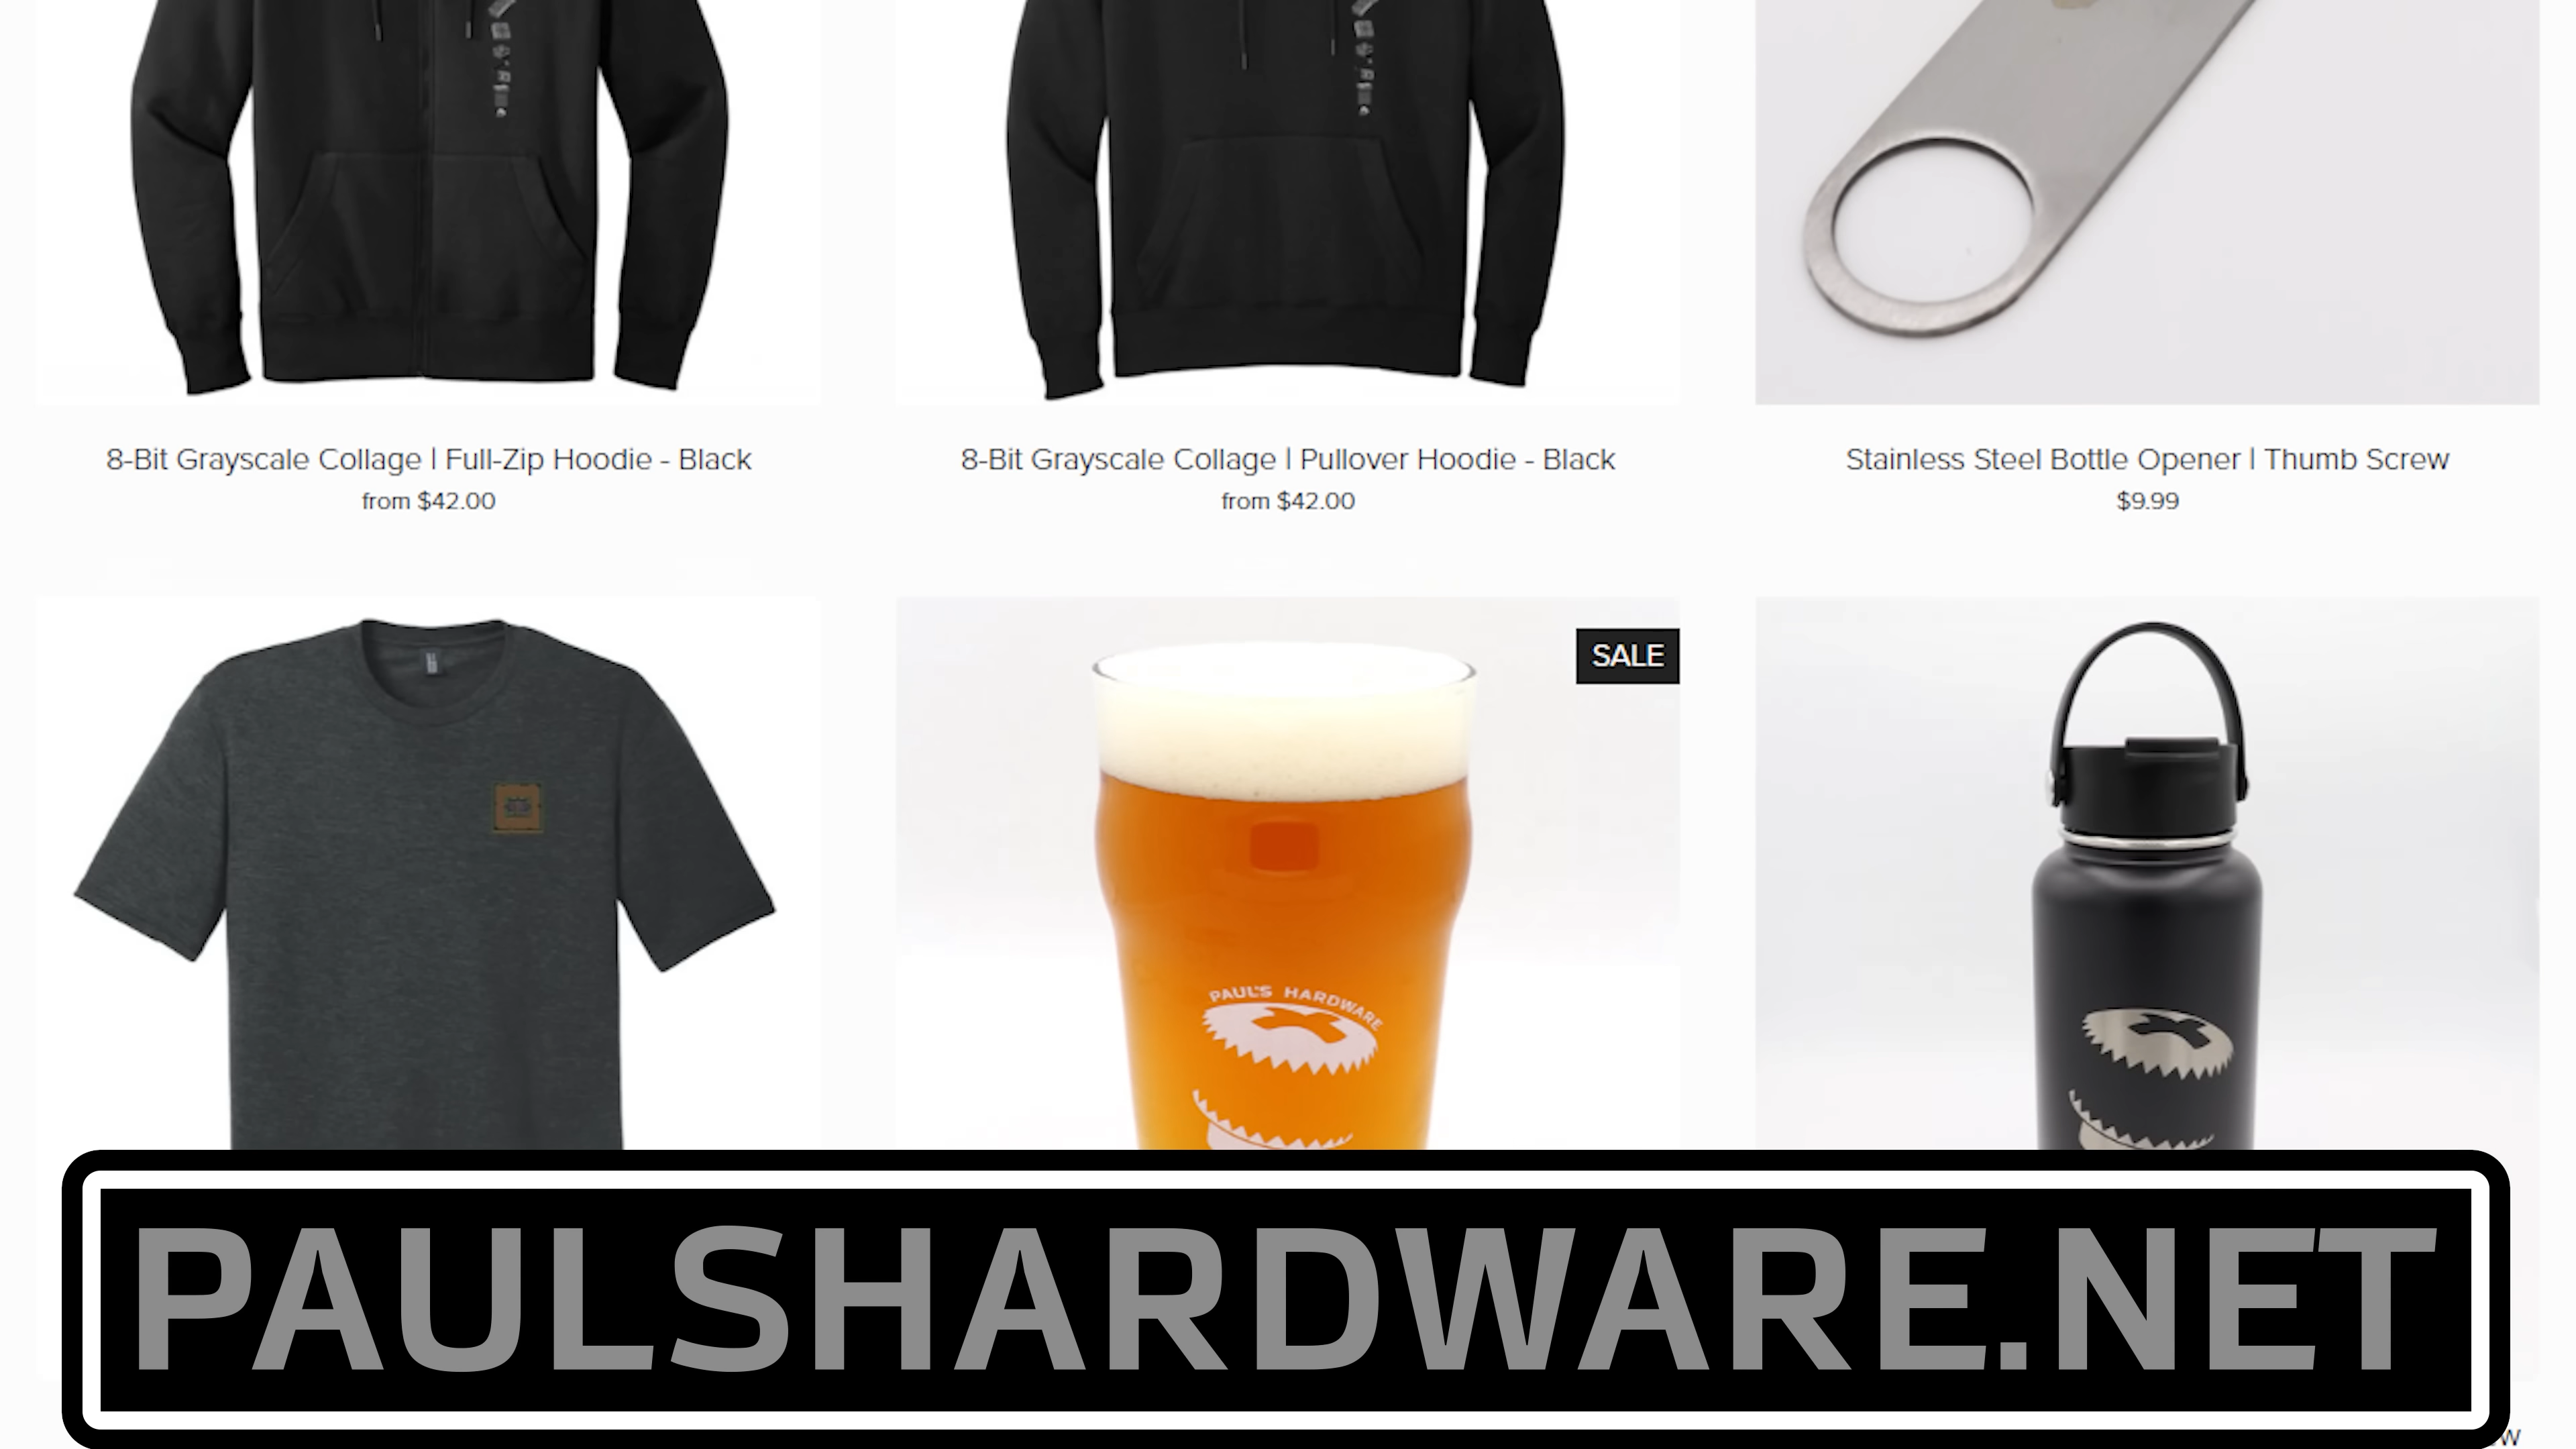 8-Bit Grayscale Collage | Full-Zip Hoodie - Black
from $42.00
8-Bit Grayscale Collage | Pullover Hoodie - Black
from $42.00
Stainless Steel Bottle Opener | Thumb Screw
$9.99
SALE
PAUL'S HARDWARE
PAULSHARDWARE.NET